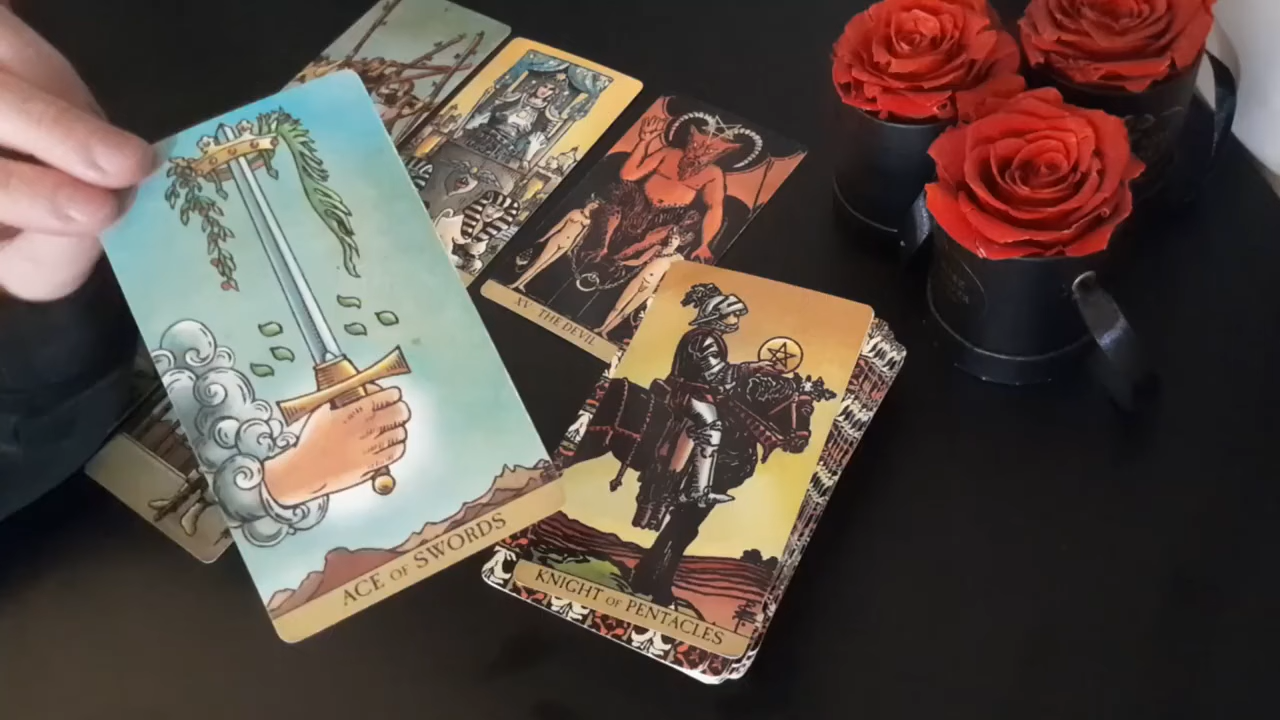 XV THE DEVIL
ACE OF SWORDS
KNIGHT OF PENTACLES